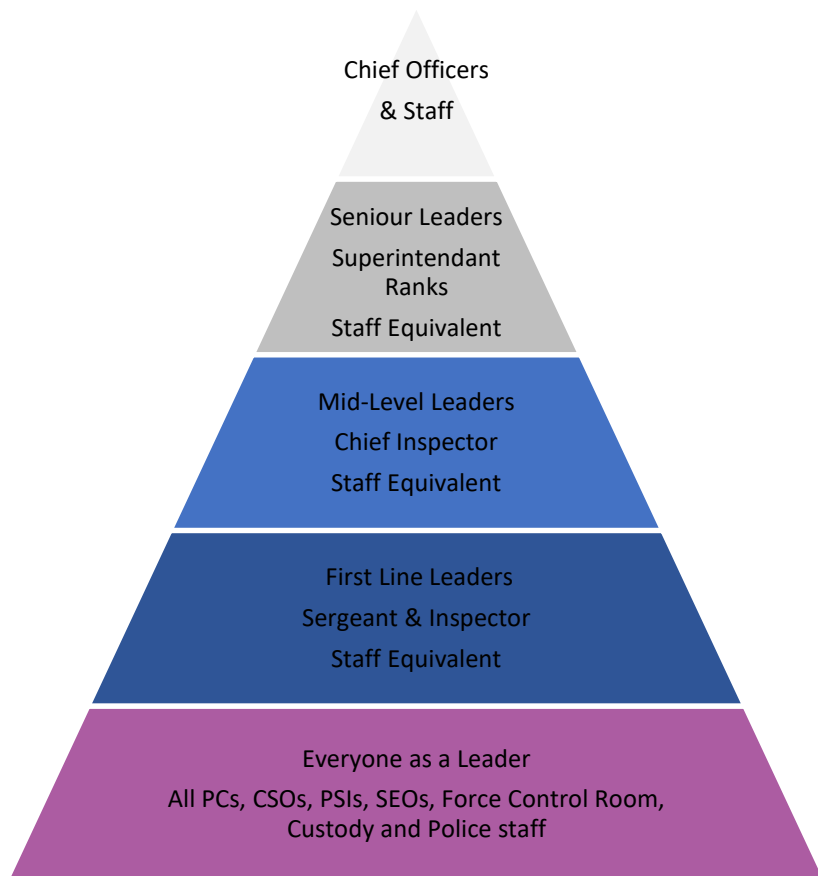 Chief Officers
& Staff
Seniour Leaders
Superintendant
Ranks
Staff Equivalent
Mid-Level Leaders
Chief Inspector
Staff Equivalent
First Line Leaders
Sergeant & Inspector
Staff Equivalent
Everyone as a Leader
All PCs, CSOs, PSIs, SEOs, Force Control Room,
Custody and Police staff